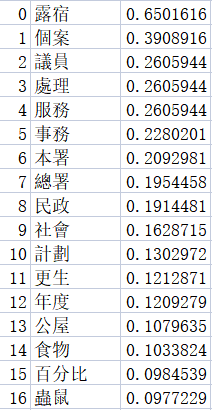 0 露宿 0.6501616
1 個案 0.3908916
2 議員 0.2605944
3 處理 0.2605944
4 服務 0.2605944
5 事務 0.2280201
6 本署 0.2092981
7 總署 0.1954458
8 民政 0.1914481
9 社會 0.1628715
10 計劃 0.1302972
11 更生 0.1212871
12 年度 0.1209279
13 公屋 0.1079635
14 食物 0.1033824
15 百分比 0.0984539
16 蟲鼠 0.0977229